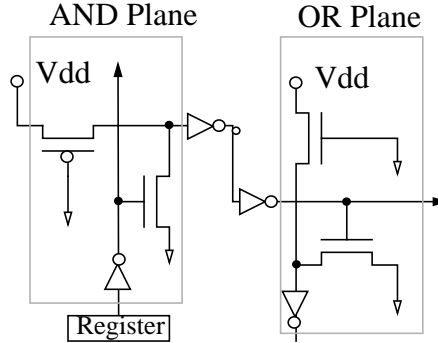 AND Plane
OR Plane
Vdd
Vdd
Register